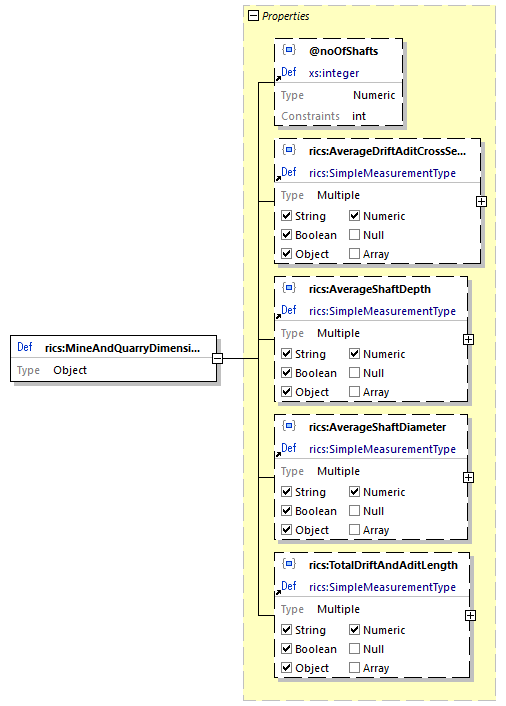 Properties
@noOfShafts
Def xs:integer
Type Numeric
Constraints int
rics:AverageDriftAditCrossSe...
Def rics:SimpleMeasurementType
Type Multiple
String Numeric
Boolean Null
Object Array
rics:AverageShaftDepth
Def rics:SimpleMeasurementType
Type Multiple
String Numeric
Boolean Null
Object Array
Def rics:MineAndQuarryDimensi...
Type Object
rics:AverageShaftDiameter
Def rics:SimpleMeasurementType
Type Multiple
String Numeric
Boolean Null
Object Array
rics:TotalDriftAndAditLength
Def rics:SimpleMeasurementType
Type Multiple
String Numeric
Boolean Null
Object Array